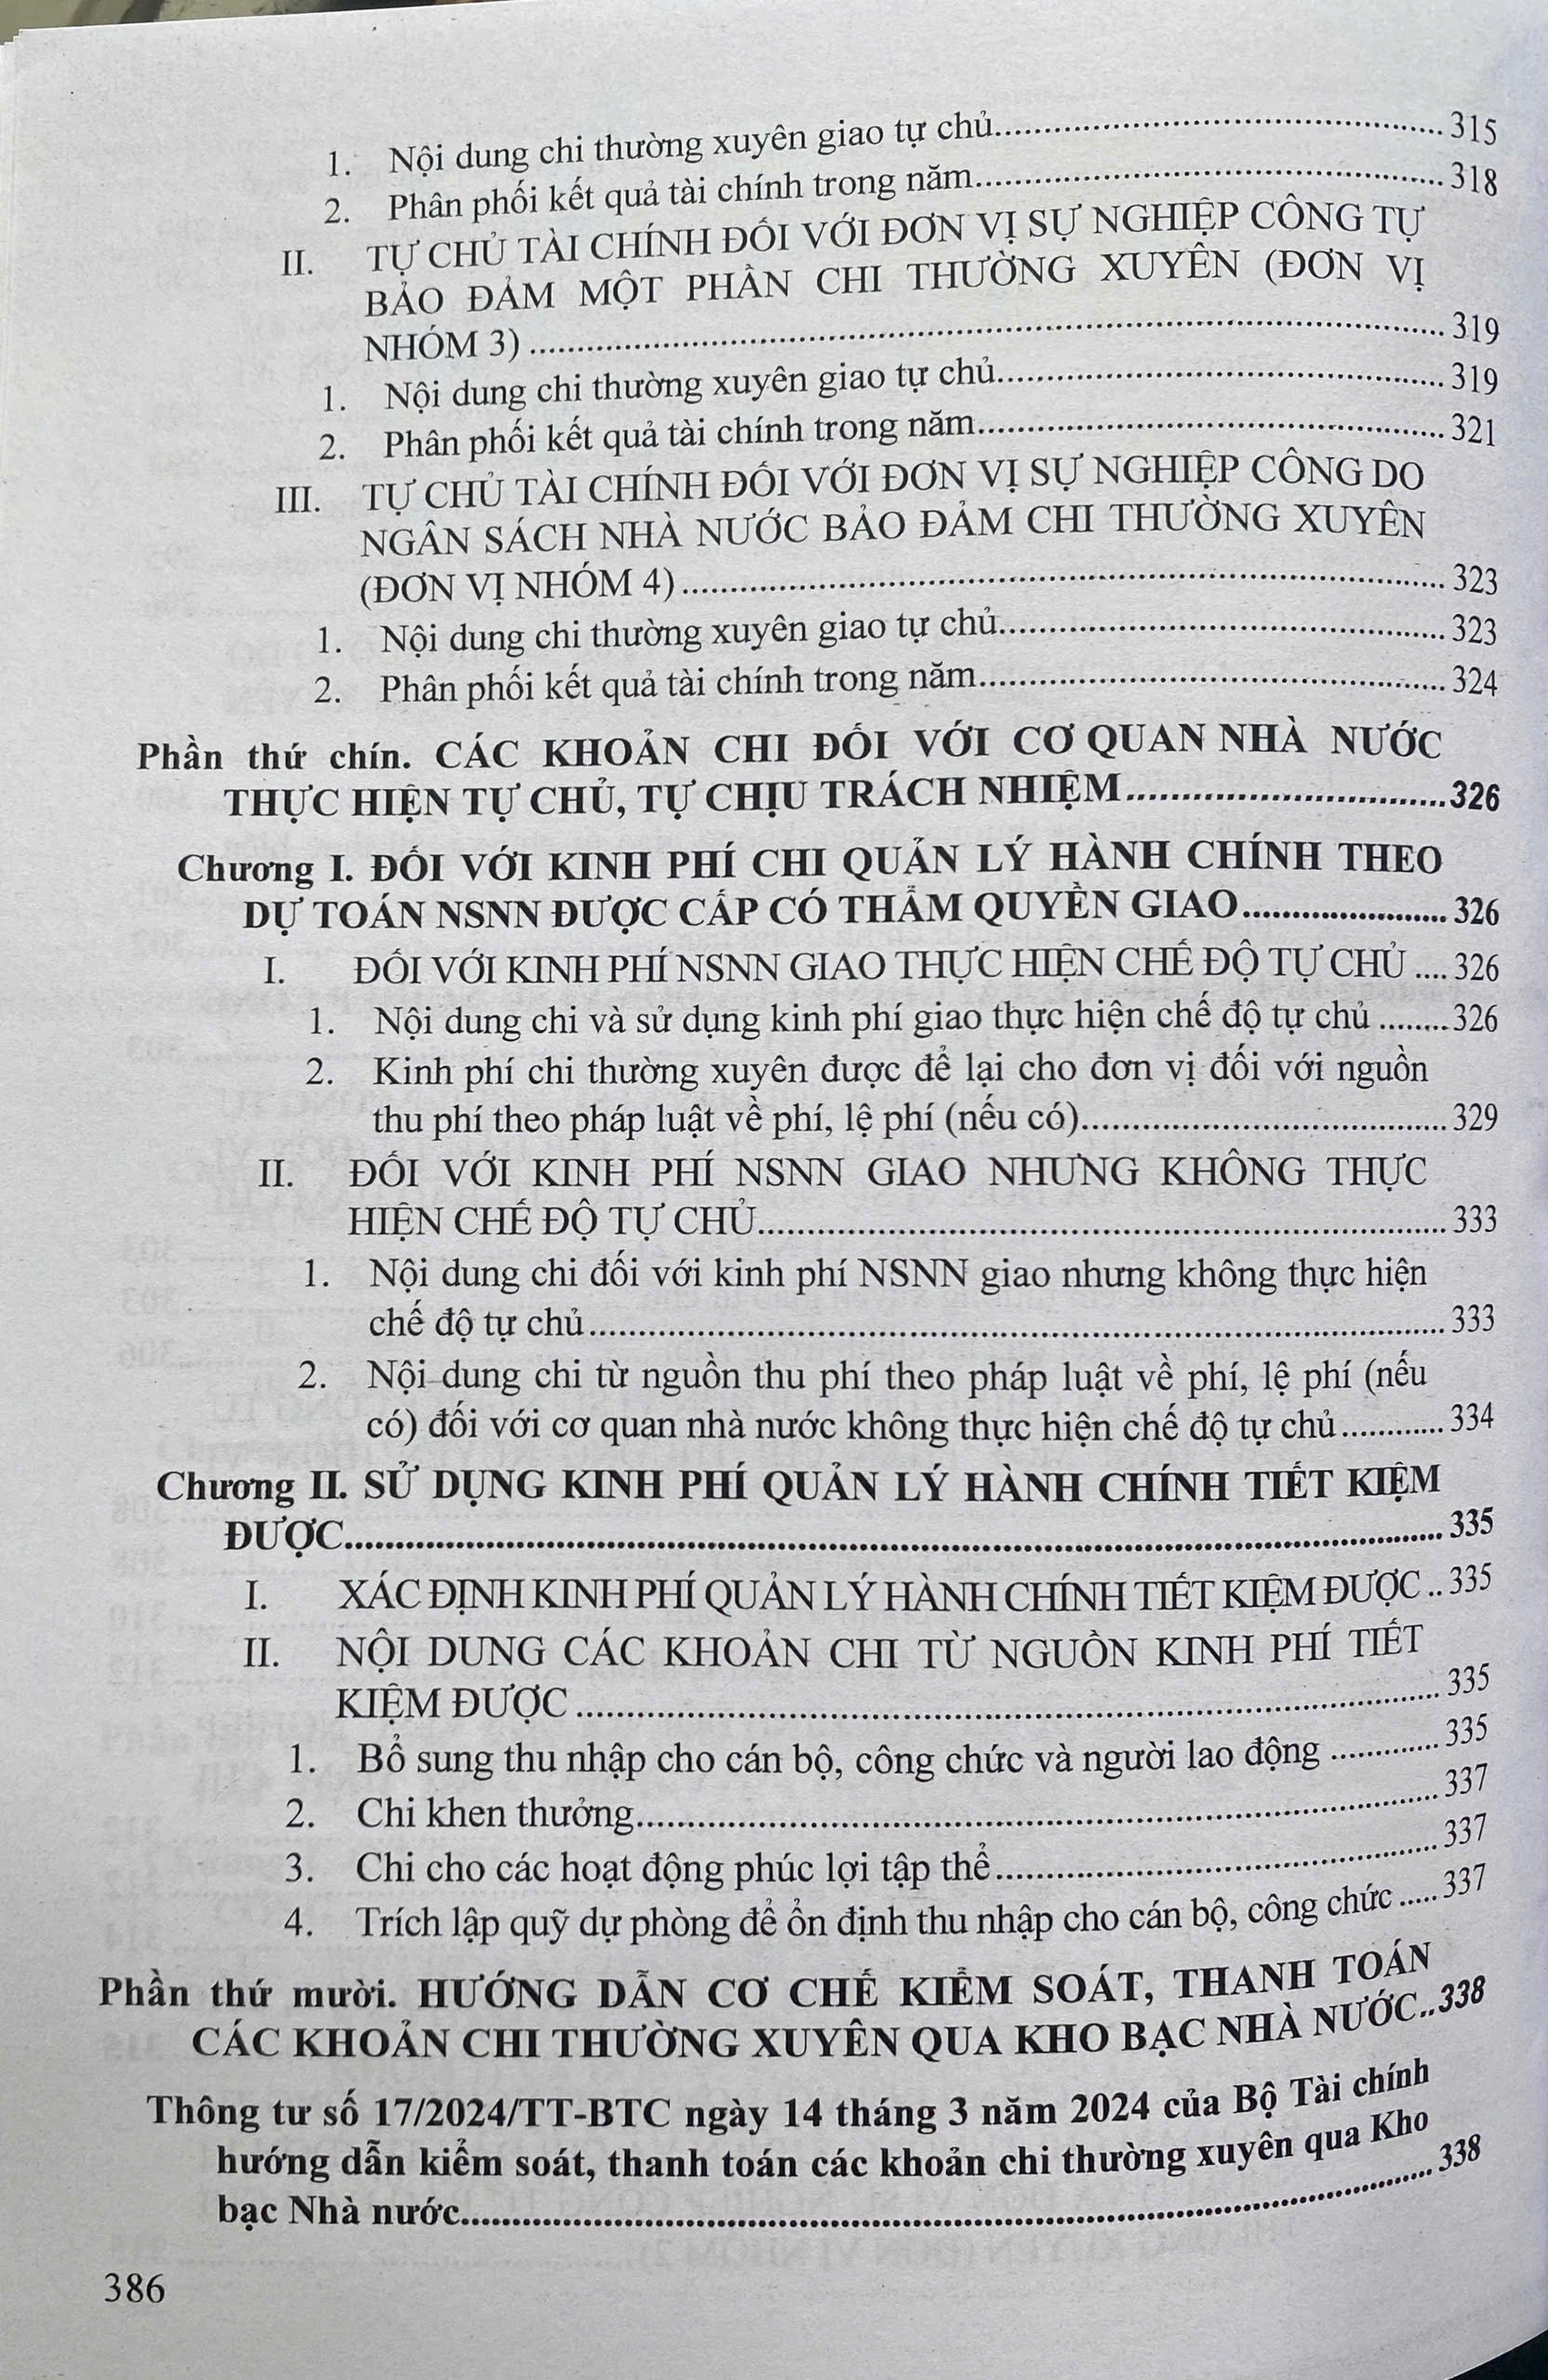 1. Nội dung chi thường xuyên giao tự chủ.......... 315
2. Phân phối kết quả tài chính trong năm.......... 318
II. TỰ CHỦ TÀI CHÍNH ĐỐI VỚI ĐƠN VỊ SỰ NGHIỆP CÔNG TỰ
BẢO ĐẢM MỘT PHẦN CHI THƯỜNG XUYÊN (ĐƠN VỊ
NHÓM 3) .......... 319
1. Nội dung chi thường xuyên giao tự chủ.......... 319
2. Phân phối kết quả tài chính trong năm.......... 321
III. TỰ CHỦ TÀI CHÍNH ĐỐI VỚI ĐƠN VỊ SỰ NGHIỆP CÔNG DO
NGÂN SÁCH NHÀ NƯỚC BẢO ĐẢM CHI THƯỜNG XUYÊN
(ĐƠN VỊ NHÓM 4) .......... 323
1. Nội dung chi thường xuyên giao tự chủ.......... 323
2. Phân phối kết quả tài chính trong năm.......... 324
Phần thứ chín. CÁC KHOẢN CHI ĐỐI VỚI CƠ QUAN NHÀ NƯỚC
THỰC HIỆN TỰ CHỦ, TỰ CHỊU TRÁCH NHIỆM.......... 326
Chương I. ĐỐI VỚI KINH PHÍ CHI QUẢN LÝ HÀNH CHÍNH THEO
DỰ TOÁN NSNN ĐƯỢC CẤP CÓ THẨM QUYỀN GIAO.......... 326
I. ĐỐI VỚI KINH PHÍ NSNN GIAO THỰC HIỆN CHẾ ĐỘ TỰ CHỦ .... 326
1. Nội dung chi và sử dụng kinh phí giao thực hiện chế độ tự chủ ........ 326
2. Kinh phí chi thường xuyên được để lại cho đơn vị đối với nguồn
thu phí theo pháp luật về phí, lệ phí (nếu có).......... 329
II. ĐỐI VỚI KINH PHÍ NSNN GIAO NHƯNG KHÔNG THỰC
HIỆN CHẾ ĐỘ TỰ CHỦ.......... 333
1. Nội dung chi đối với kinh phí NSNN giao nhưng không thực hiện
chế độ tự chủ.......... 333
2. Nội dung chi từ nguồn thu phí theo pháp luật về phí, lệ phí (nếu
có) đối với cơ quan nhà nước không thực hiện chế độ tự chủ.......... 334
Chương II. SỬ DỤNG KINH PHÍ QUẢN LÝ HÀNH CHÍNH TIẾT KIỆM
ĐƯỢC.......... 335
I. XÁC ĐỊNH KINH PHÍ QUẢN LÝ HÀNH CHÍNH TIẾT KIỆM ĐƯỢC .. 335
II. NỘI DUNG CÁC KHOẢN CHI TỪ NGUỒN KINH PHÍ TIẾT
KIỆM ĐƯỢC .......... 335
1. Bổ sung thu nhập cho cán bộ, công chức và người lao động .......... 335
2. Chi khen thưởng.......... 337
3. Chi cho các hoạt động phúc lợi tập thể.......... 337
4. Trích lập quỹ dự phòng để ổn định thu nhập cho cán bộ, công chức ..... 337
Phần thứ mười. HƯỚNG DẪN CƠ CHẾ KIỂM SOÁT, THANH TOÁN
CÁC KHOẢN CHI THƯỜNG XUYÊN QUA KHO BẠC NHÀ NƯỚC.. 338
Thông tư số 17/2024/TT-BTC ngày 14 tháng 3 năm 2024 của Bộ Tài chính
hướng dẫn kiểm soát, thanh toán các khoản chi thường xuyên qua Kho
bạc Nhà nước.......... 338
386